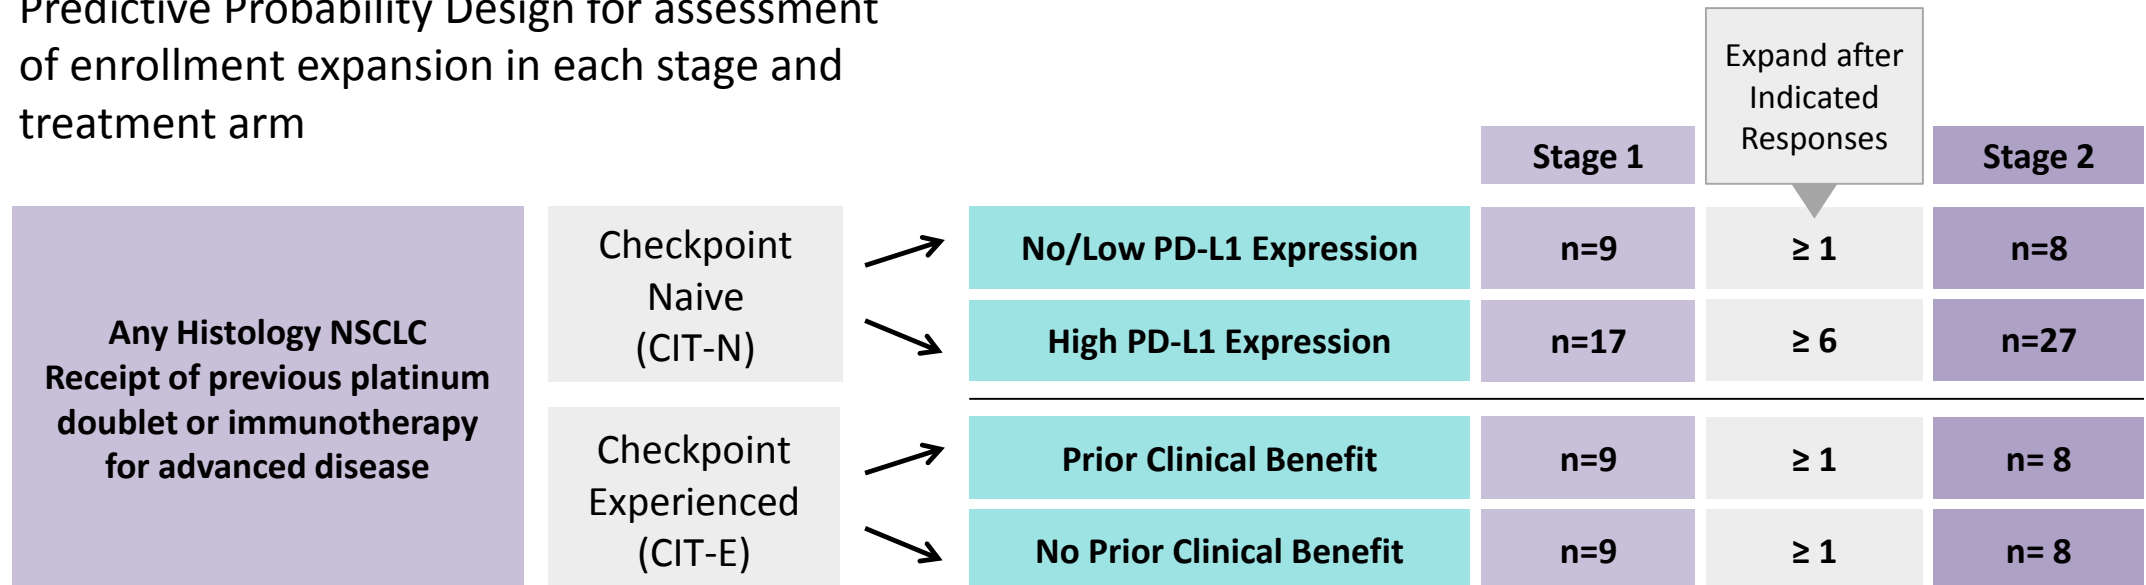 Predictive Probability Design for assessment
of enrollment expansion in each stage and
treatment arm
Expand after
Indicated
Responses
Stage 1
Stage 2
Any Histology NSCLC
Receipt of previous platinum
doublet or immunotherapy
for advanced disease
Checkpoint
Naive
(CIT-N)
No/Low PD-L1 Expression
n=9
≥ 1
n=8
High PD-L1 Expression
n=17
≥ 6
n=27
Checkpoint
Experienced
(CIT-E)
Prior Clinical Benefit
n=9
≥ 1
n= 8
No Prior Clinical Benefit
n=9
≥ 1
n= 8